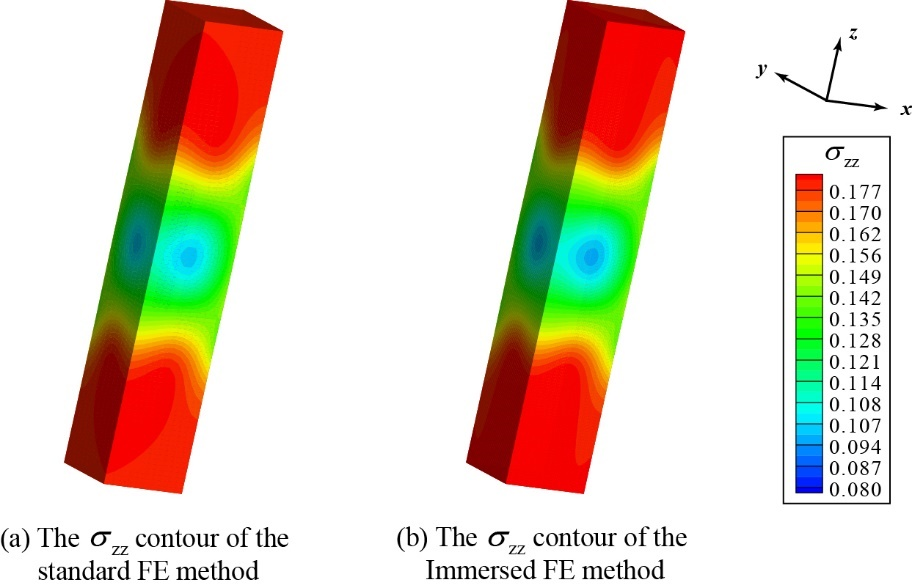 z
y
x
σzz
0.177
0.170
0.162
0.156
0.149
0.142
0.135
0.128
0.121
0.114
0.108
0.107
0.094
0.087
0.080
(a) The σzz contour of the
standard FE method
(b) The σzz contour of the
Immersed FE method